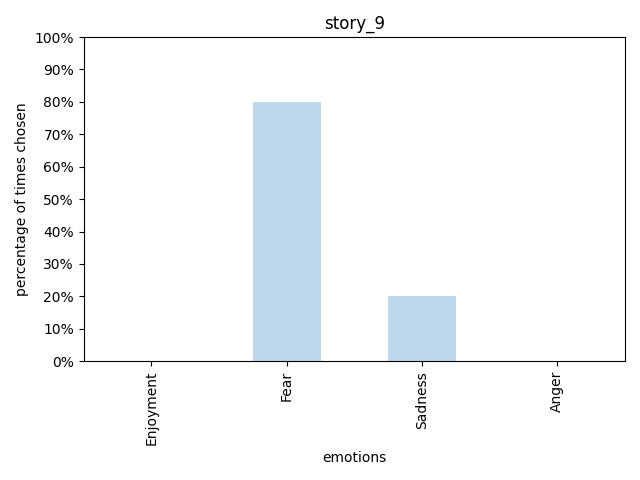 story_9
100%
90%
80%
70%
60%
50%
40%
30%
20%
10%
0%
percentage of times chosen
Enjoyment
Fear
Sadness
Anger
emotions